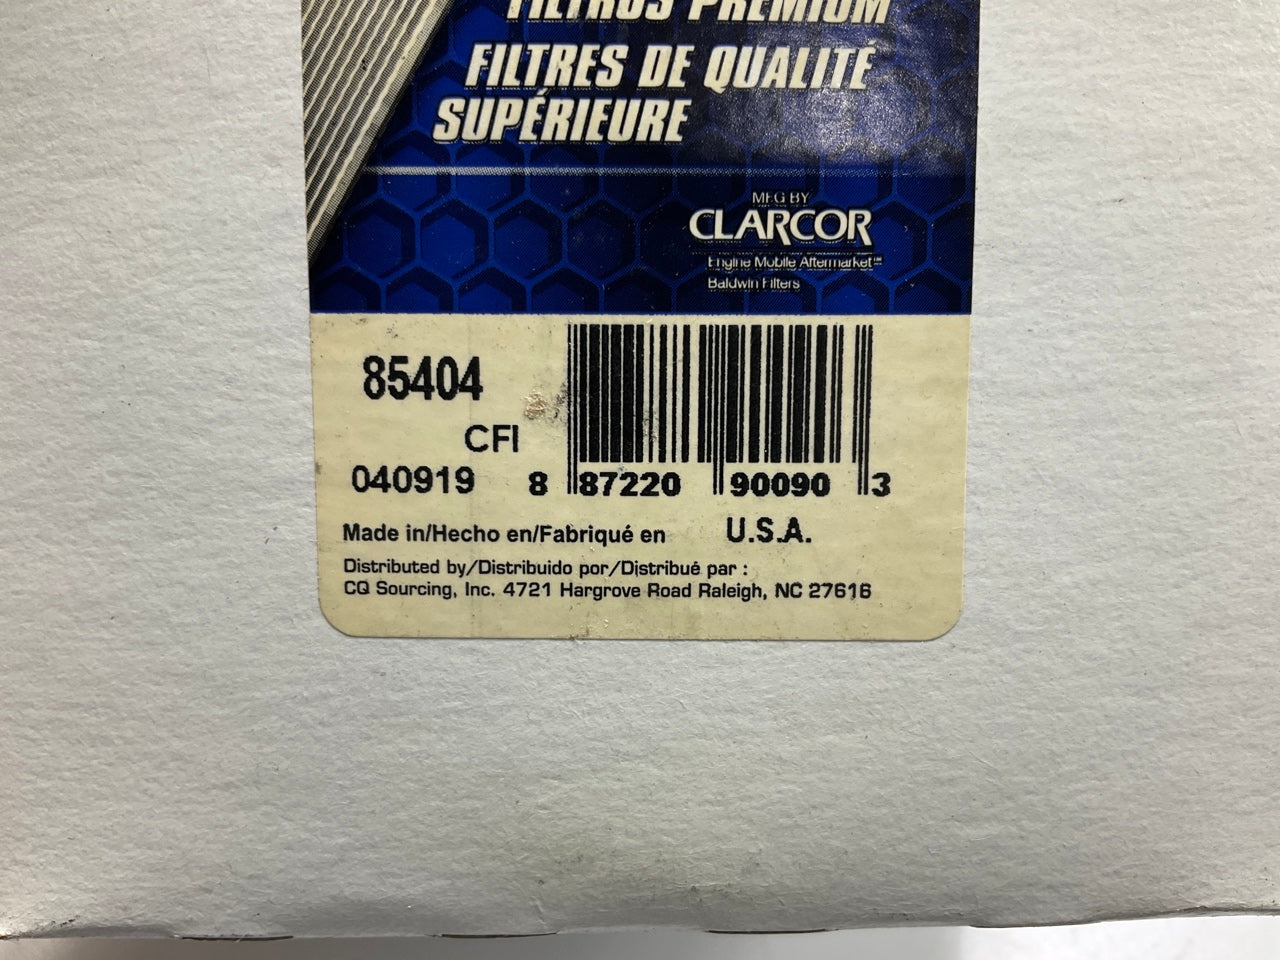 FILTROS PREMIUM
FILTRES DE QUALITÉ
SUPÉRIEURE
MFG BY
CLARCOR
Engine Mobile Aftermarket℠
Baldwin Filters
85404
CFI
040919
8 87220 90090 3
Made in/Hecho en/Fabriqué en U.S.A.
Distributed by/Distribuido por/Distribué par :
CQ Sourcing, Inc. 4721 Hargrove Road Raleigh, NC 27616